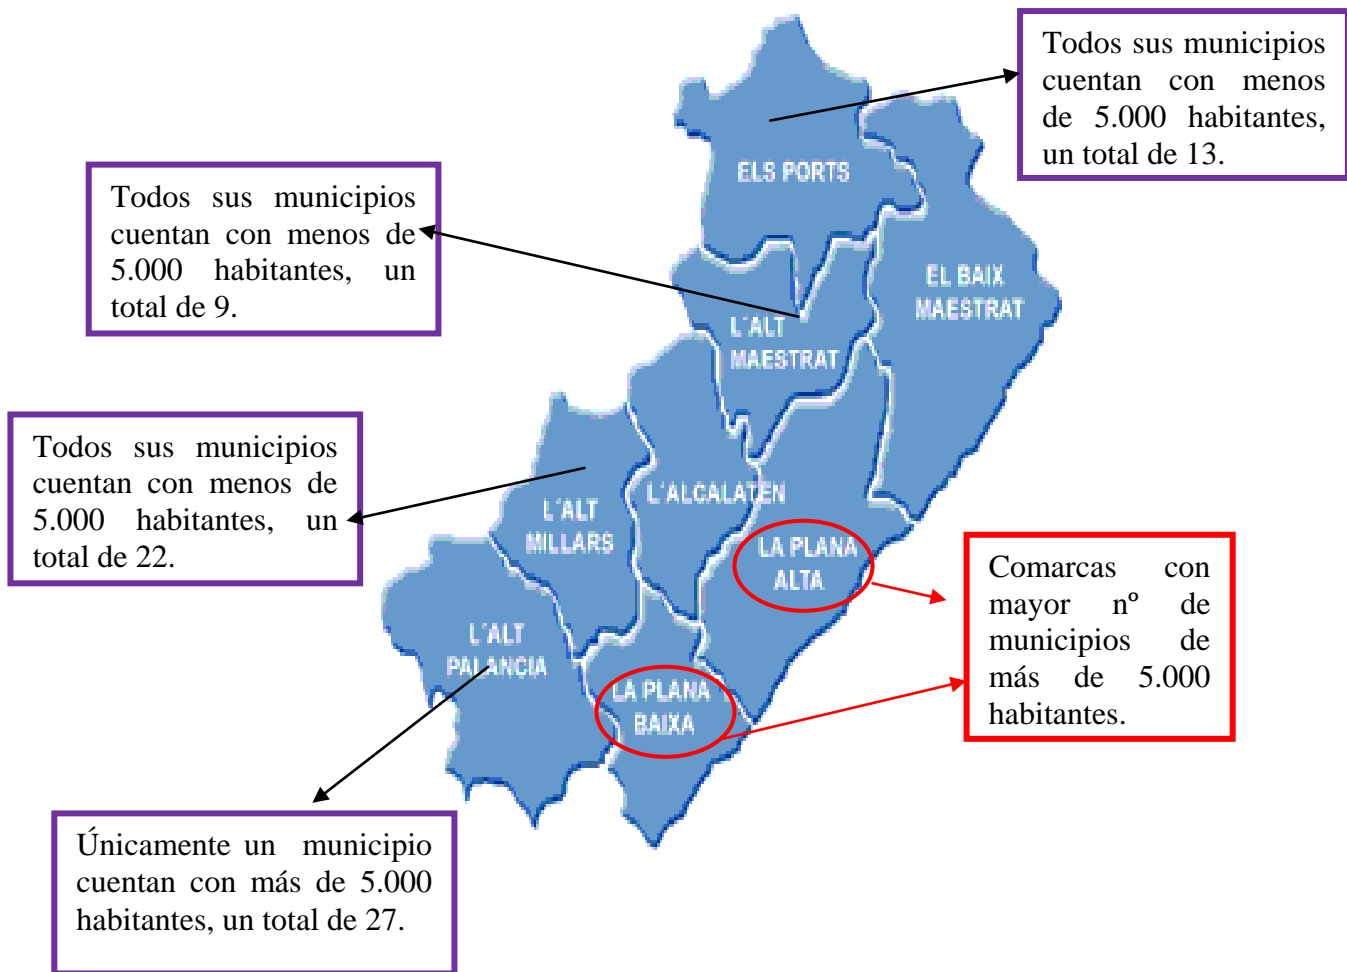 Todos sus municipios
cuentan con menos
de 5.000 habitantes,
un total de 13.
ELS PORTS
Todos sus municipios
cuentan con menos de
5.000 habitantes, un
total de 9.
EL BAIX
MAESTRAT
L´ALT
MAESTRAT
Todos sus municipios
cuentan con menos de
5.000 habitantes, un
total de 22.
L´ALCALATEN
L´ALT
MILLARS
LA PLANA
ALTA
Comarcas con
mayor nº de
municipios de
más de 5.000
habitantes.
L´ALT
PALANCIA
LA PLANA
BAIXA
Únicamente un municipio
cuentan con más de 5.000
habitantes, un total de 27.